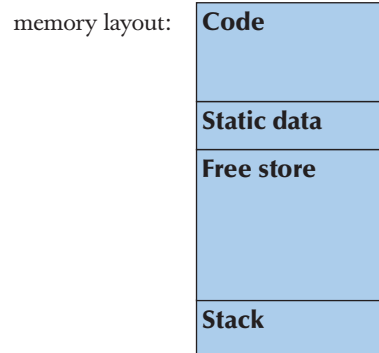 memory layout:
Code
Static data
Free store
Stack